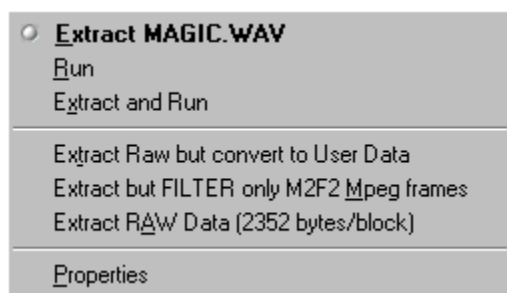 Extract MAGIC.WAV
Run
Extract and Run
Extract Raw but convert to User Data
Extract but FILTER only M2F2 Mpeg frames
Extract RAW Data (2352 bytes/block)
Properties